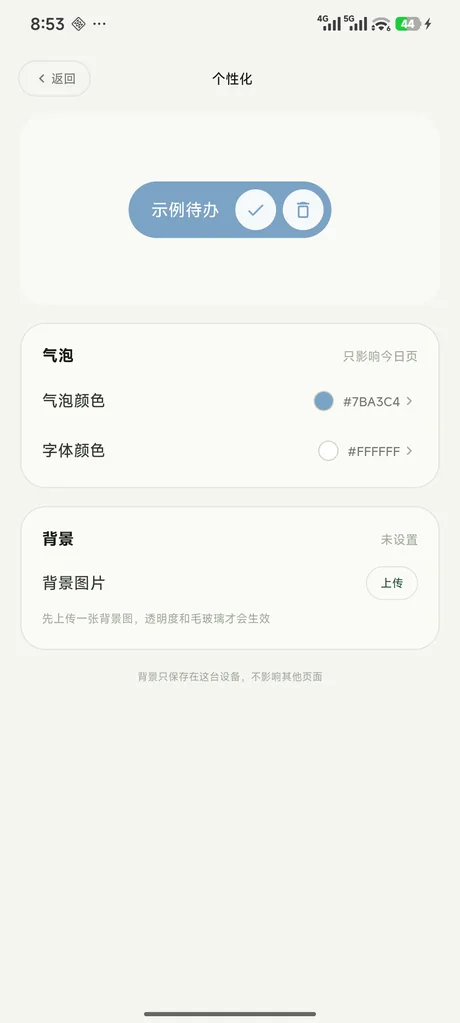 8:53
4G 5G 6 44
返回
个性化
示例待办
气泡
只影响今日页
气泡颜色
#7BA3C4
字体颜色
#FFFFFF
背景
未设置
背景图片
上传
先上传一张背景图，透明度和毛玻璃才会生效
背景只保存在这台设备，不影响其他页面